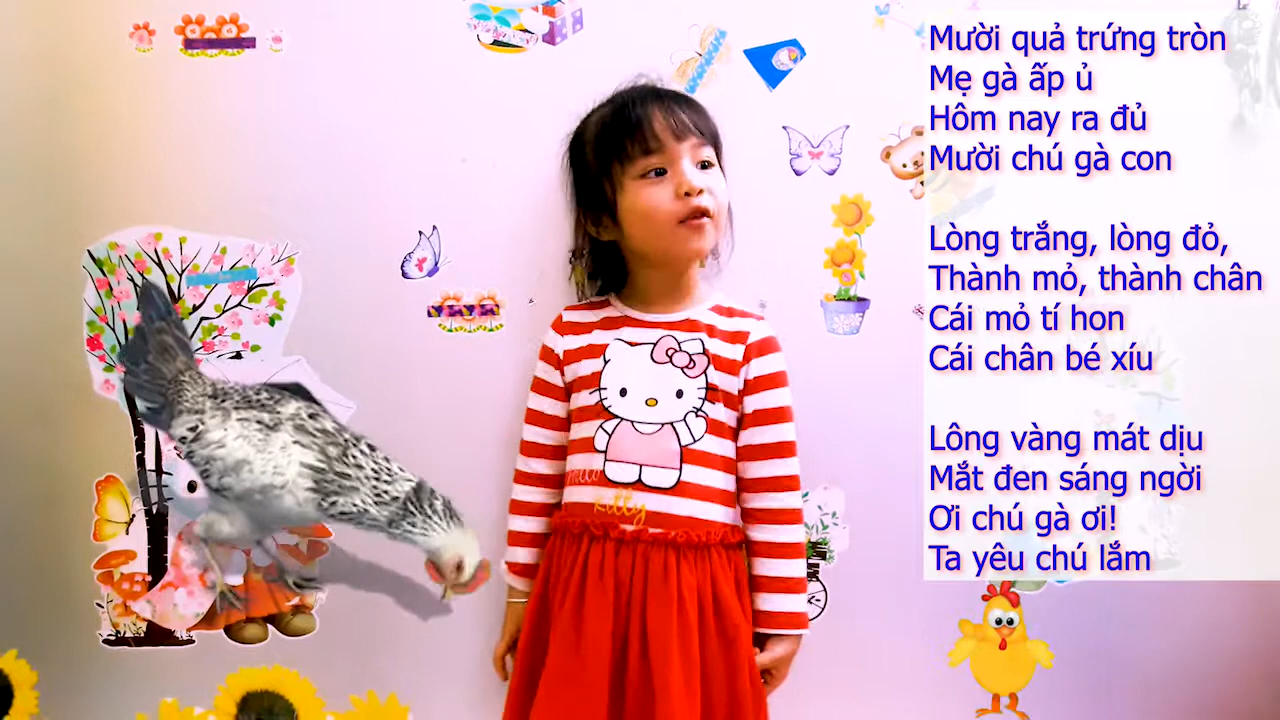 Mười quả trứng tròn
Mẹ gà ấp ủ
Hôm nay ra đủ
Mười chú gà con
Lòng trắng, lòng đỏ,
Thành mỏ, thành chân
Cái mỏ tí hon
Cái chân bé xíu
Lông vàng mát dịu
Mắt đen sáng ngời
Ơi chú gà ơi!
Ta yêu chú lắm
Hello
Kitty